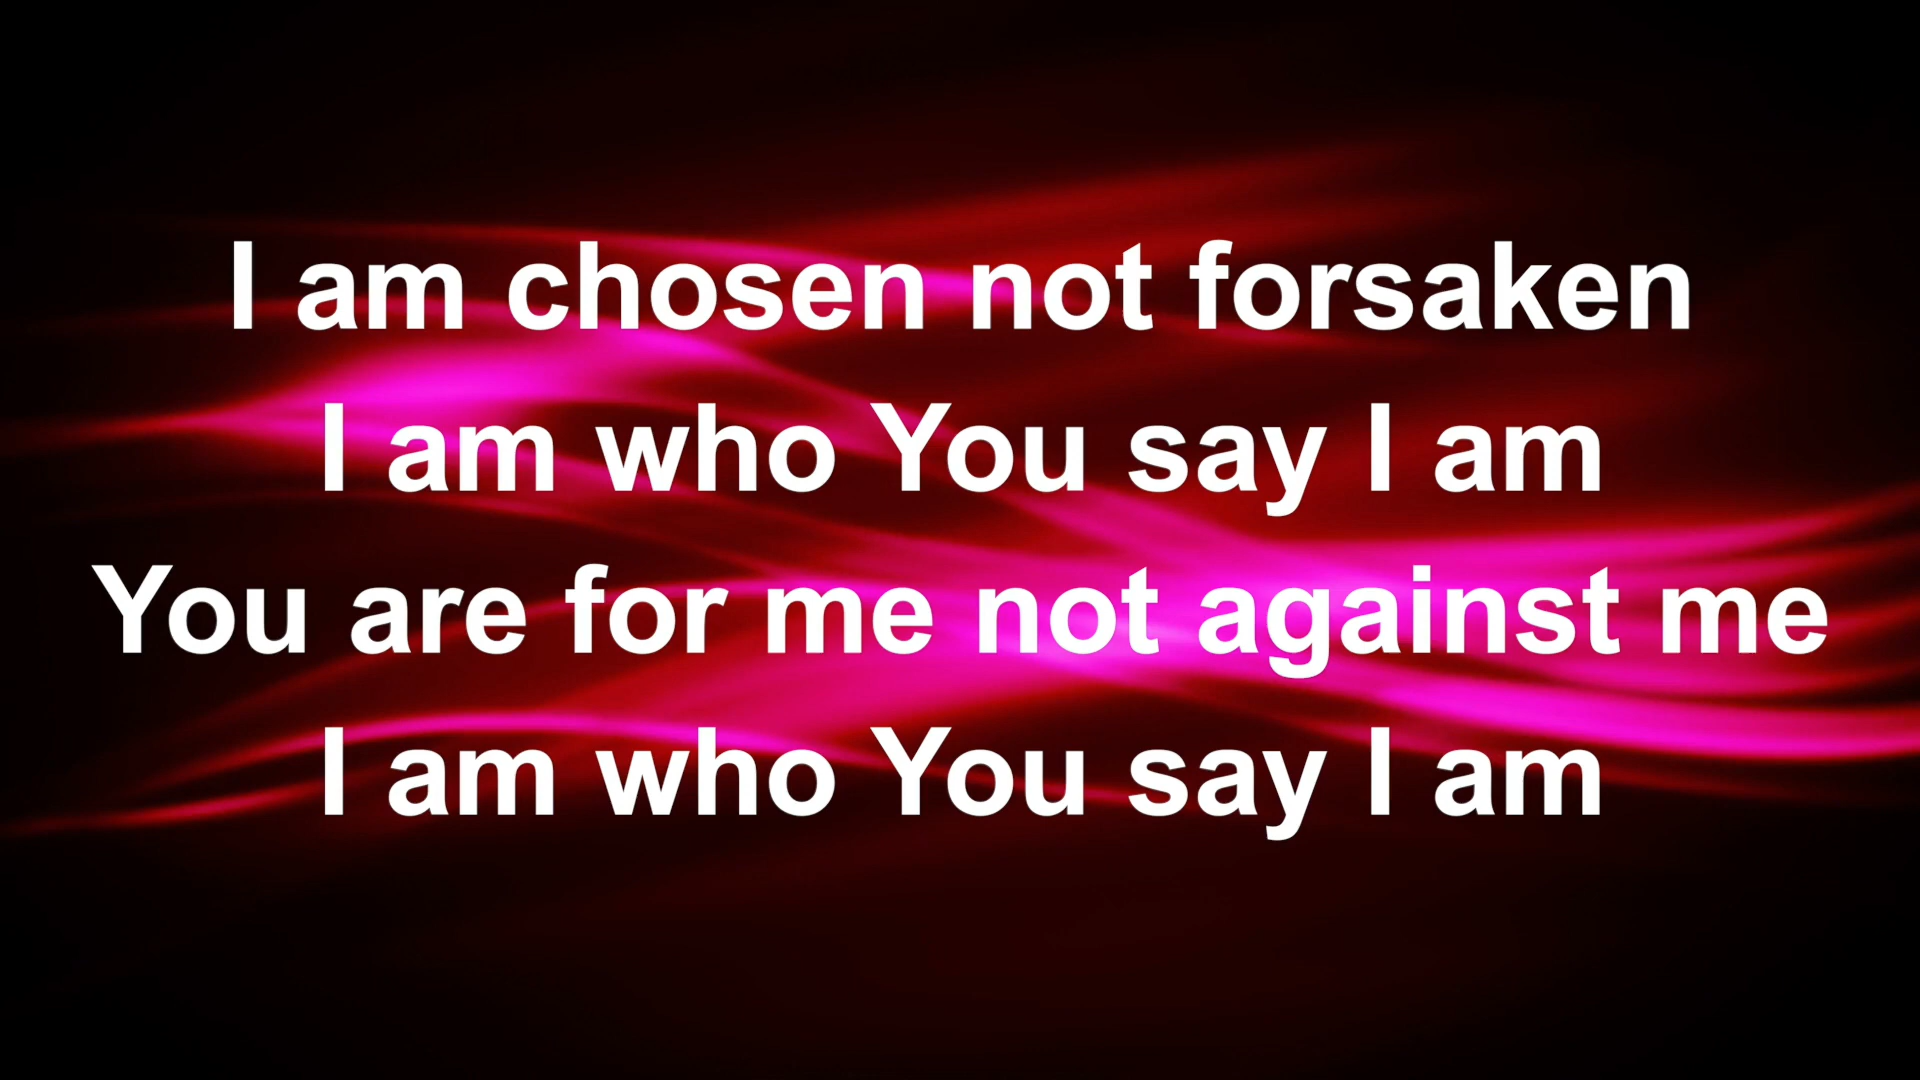 I am chosen not forsaken
I am who You say I am
You are for me not against me
I am who You say I am